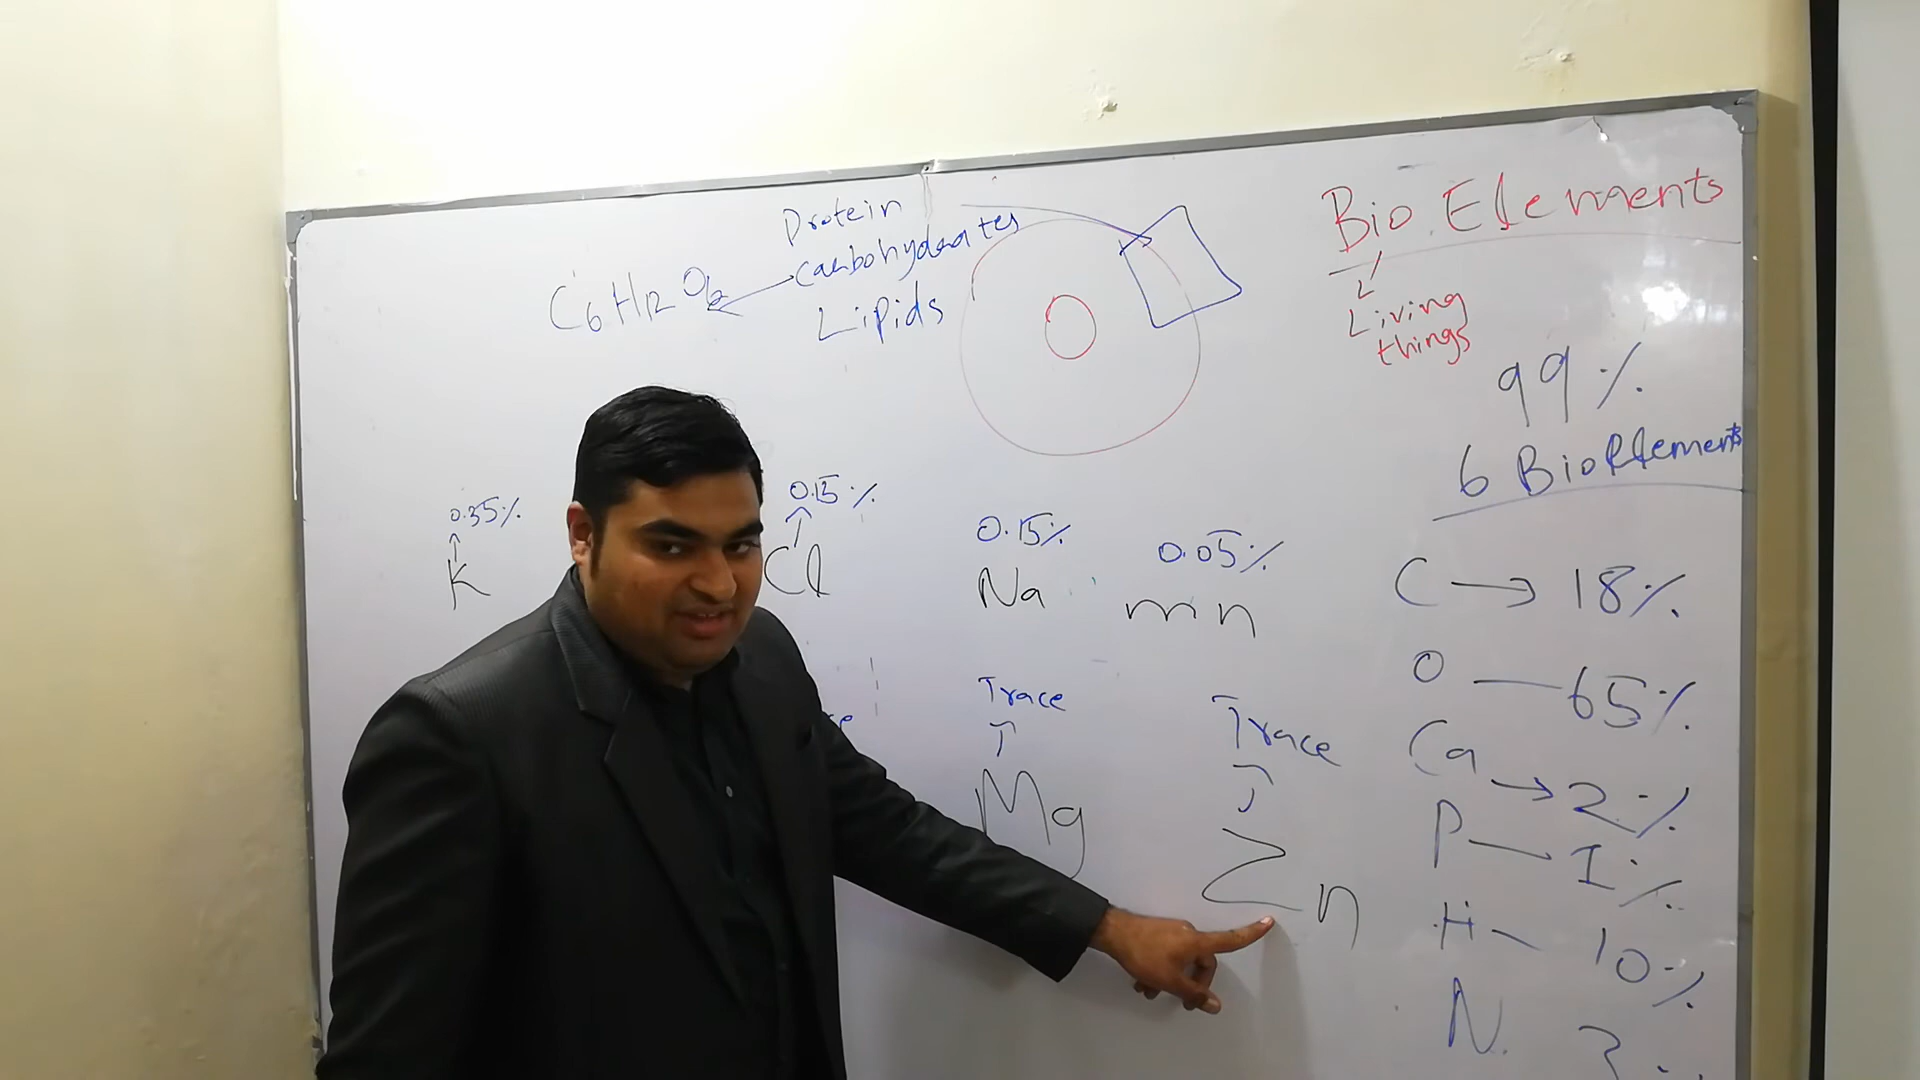 Protein
Carbohydrates
Lipids
C6H12O6
Bio Elements
Living
things
99%
6 BioElements
0.35%
K
0.15%
Cl
0.15%
Na
0.05%
mn
Trace
Mg
Trace
Zn
C → 18%
O — 65%
Ca → 2%
P — 1%
H - 10%
N